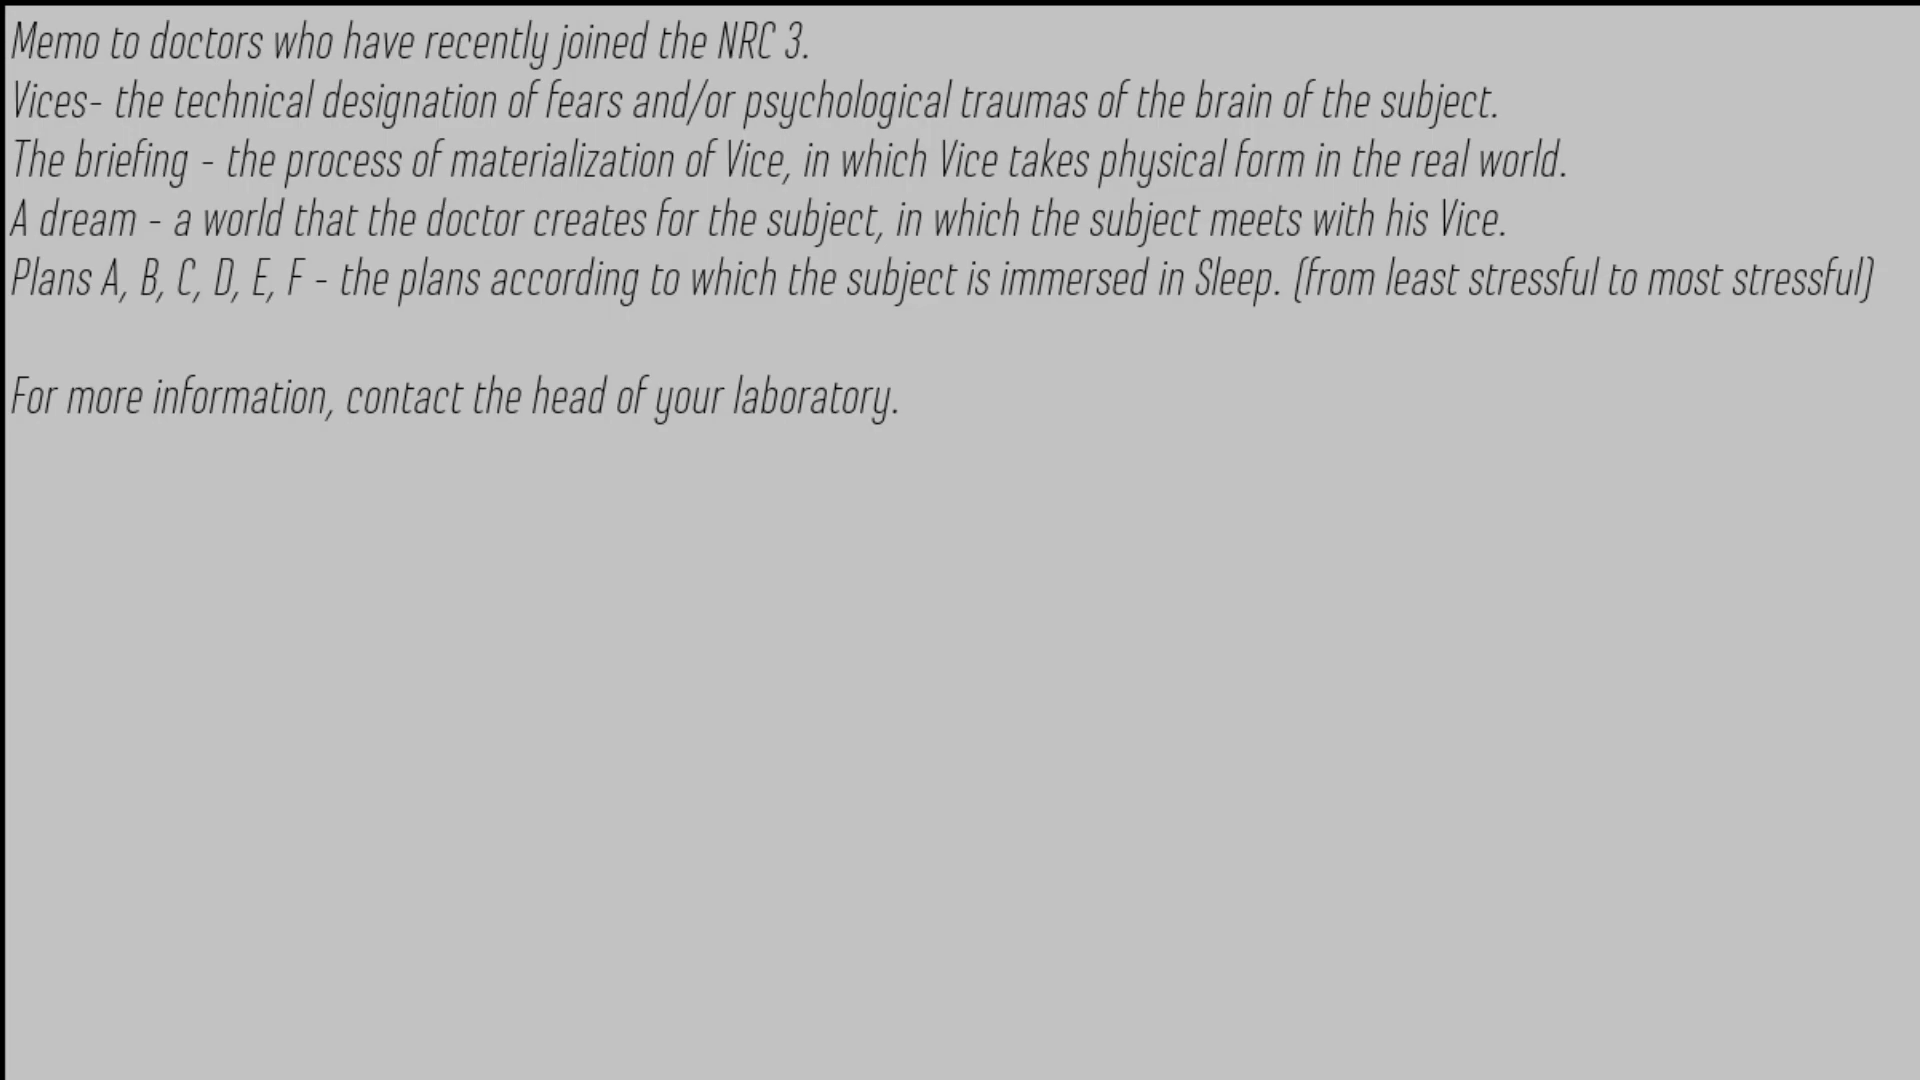 Memo to doctors who have recently joined the NRC 3.
Vices- the technical designation of fears and/or psychological traumas of the brain of the subject.
The briefing - the process of materialization of Vice, in which Vice takes physical form in the real world.
A dream - a world that the doctor creates for the subject, in which the subject meets with his Vice.
Plans A, B, C, D, E, F - the plans according to which the subject is immersed in Sleep. (from least stressful to most stressful)
For more information, contact the head of your laboratory.